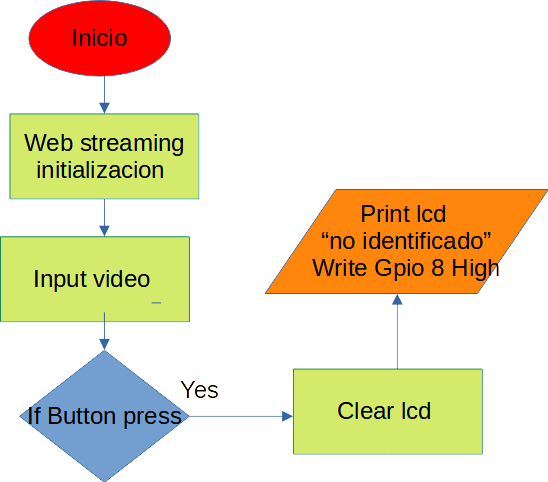 Inicio
Web streaming
initializacion
Input video
_
If Button press
Yes
Clear lcd
Print lcd
“no identificado”
Write Gpio 8 High